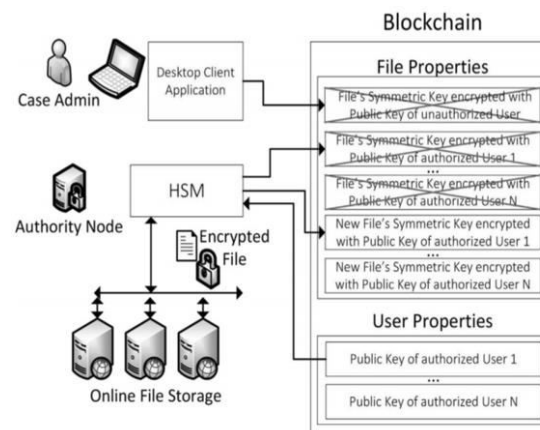 Blockchain
File Properties
File's Symmetric Key encrypted with
Public Key of unauthorized User
File's Symmetric Key encrypted with
Public Key of authorized User 1
...
File's Symmetric Key encrypted with
Public Key of authorized User N
New File's Symmetric Key encrypted
with Public Key of authorized User 1
...
New File's Symmetric Key encrypted
with Public Key of authorized User N
User Properties
Public Key of authorized User 1
...
Public Key of authorized User N
Case Admin
Desktop Client
Application
Authority Node
HSM
Encrypted
File
Online File Storage